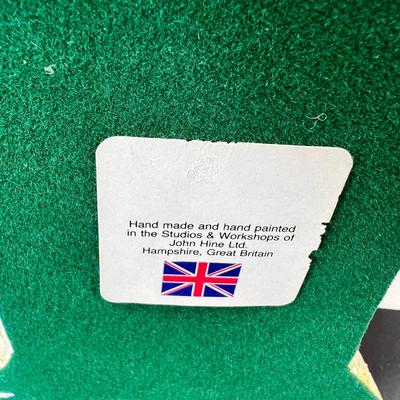 Hand made and hand painted
in the Studios & Workshops of
John Hine Ltd.
Hampshire, Great Britain